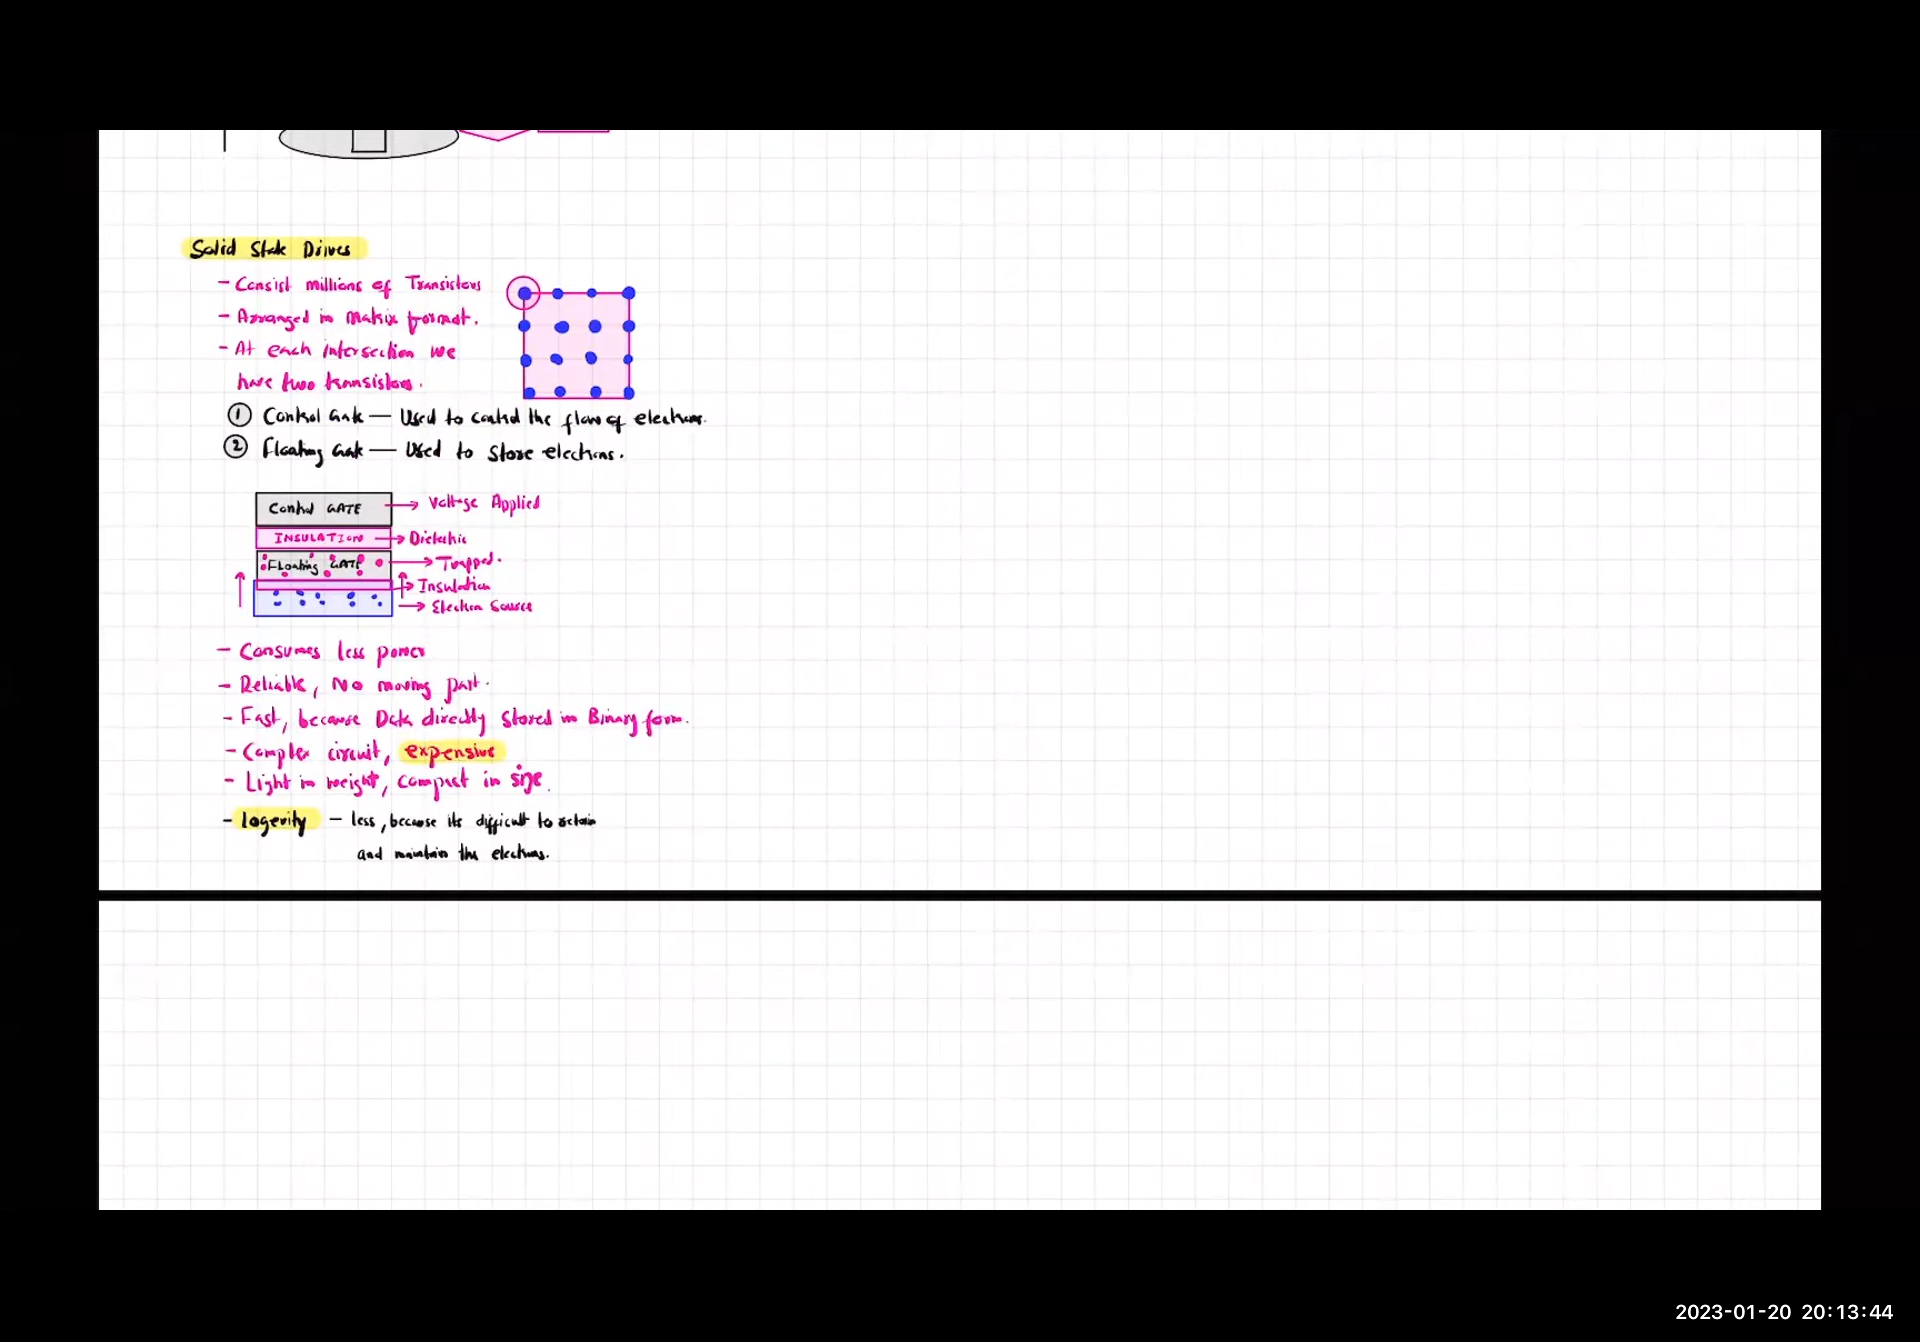 Solid State Drives
- Consist millions of Transistors
- Arranged in Matrix format.
- At each intersection we
have two transistors.
① Control Gate — Used to control the flow of electrons.
② Floating Gate — Used to store electrons.
Control GATE → Voltage Applied
INSULATION → Dielectric
Floating GATE → Trapped.
→ Insulation
→ Electron Source
- Consumes less power
- Reliable, No moving part.
- Fast, because Data directly stored in Binary form.
- Complex circuit, expensive
- Light in weight, compact in size.
- logevity - less, because its difficult to retain
and maintain the electrons.
2023-01-20 20:13:44